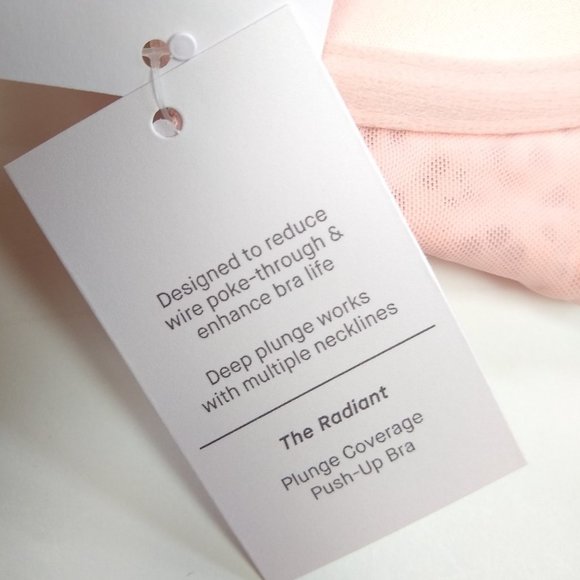 Designed to reduce
wire poke-through &
enhance bra life
Deep plunge works
with multiple necklines
The Radiant
Plunge Coverage
Push-Up Bra